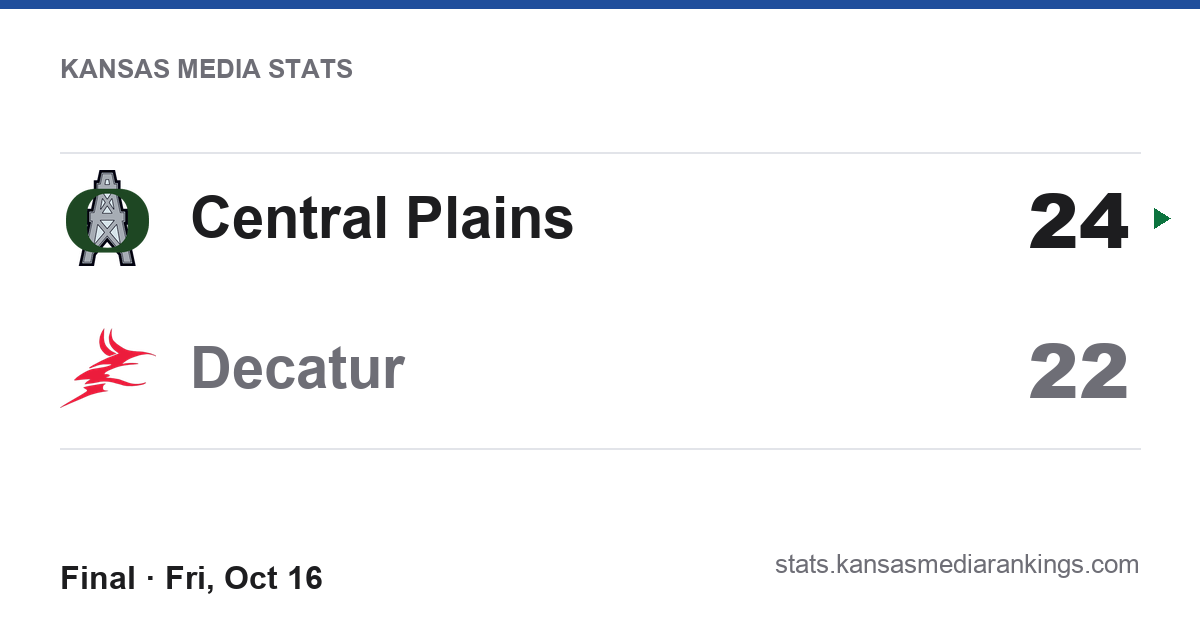 KANSAS MEDIA STATS
Central Plains 24
Decatur 22
Final · Fri, Oct 16
stats.kansasmediarankings.com